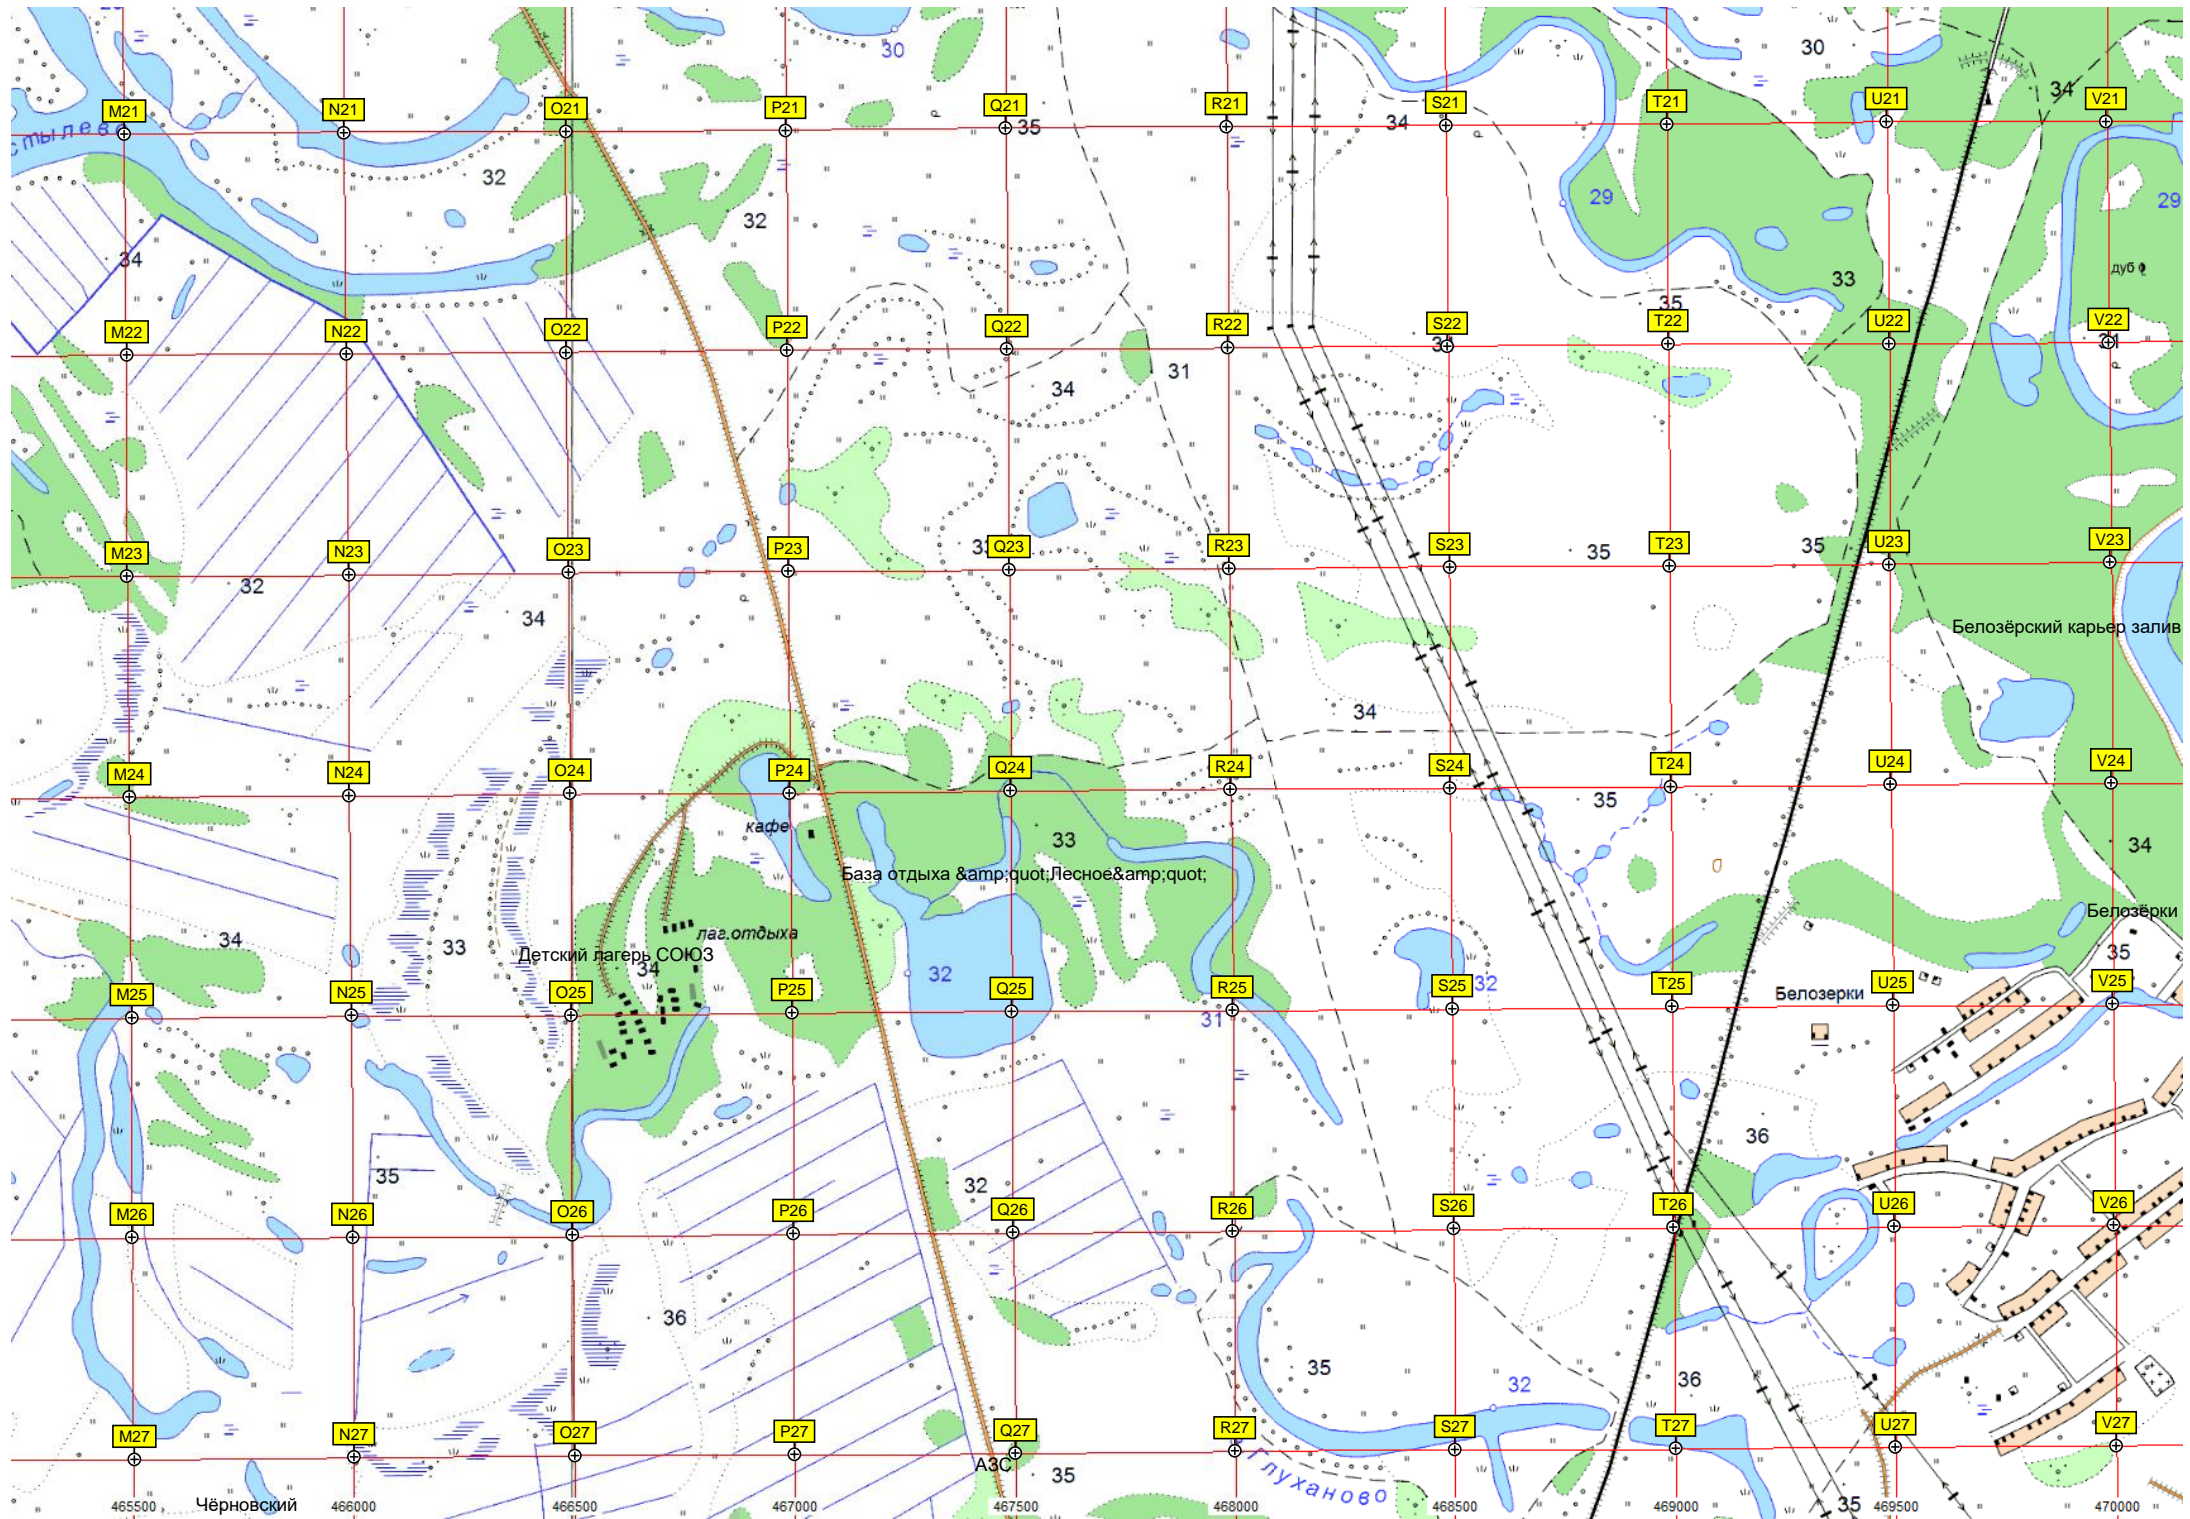 30
30
34
M21
N21
O21
P21
Q21
R21
S21
T21
U21
V21
35
34
32
32
29
29
34
33
дуб
35
M22
N22
O22
P22
Q22
R22
S22
T22
U22
V22
31
34
M23
N23
O23
P23
Q23
R23
S23
T23
U23
V23
35
35
32
34
Белозёрский карьер залив
34
M24
N24
O24
P24
Q24
R24
S24
T24
U24
V24
35
кафе
33
34
База отдыха &amp;quot;Лесное&amp;quot;
Белозёрки
34
33
лаг.отдыха
Детский лагерь СОЮЗ
34
32
32
35
Белозерки
M25
N25
O25
P25
Q25
R25
S25
T25
U25
V25
31
36
35
32
M26
N26
O26
P26
Q26
R26
S26
T26
U26
V26
36
35
32
36
M27
N27
O27
P27
Q27
R27
S27
T27
U27
V27
АЗС
35
Глуханово
35
Чёрновский
465500
466000
466500
467000
467500
468000
468500
469000
469500
470000